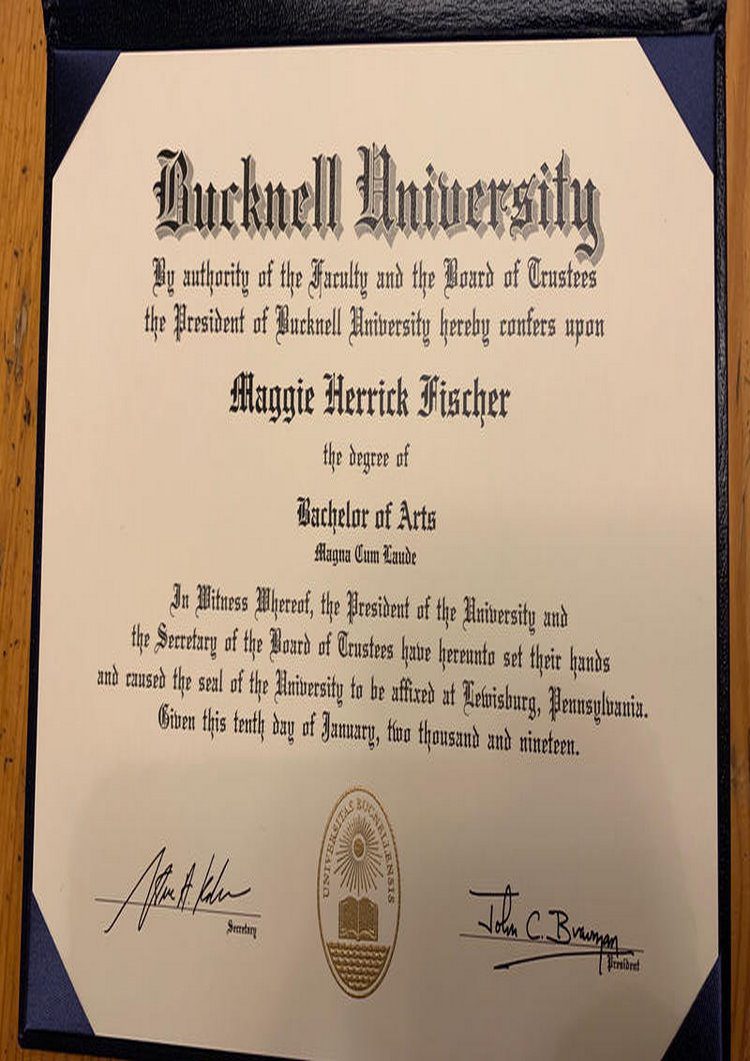 Bucknell University
By authority of the Faculty and the Board of Trustees
the President of Bucknell University hereby confers upon
Maggie Herrick Fischer
the degree of
Bachelor of Arts
Magna Cum Laude
In Witness Whereof, the President of the University and
the Secretary of the Board of Trustees have hereunto set their hands
and caused the seal of the University to be affixed at Lewisburg, Pennsylvania.
Given this tenth day of January, two thousand and nineteen.
UNIVERSITAS BUCNELLENSIS
Secretary
John C. Bravman
President